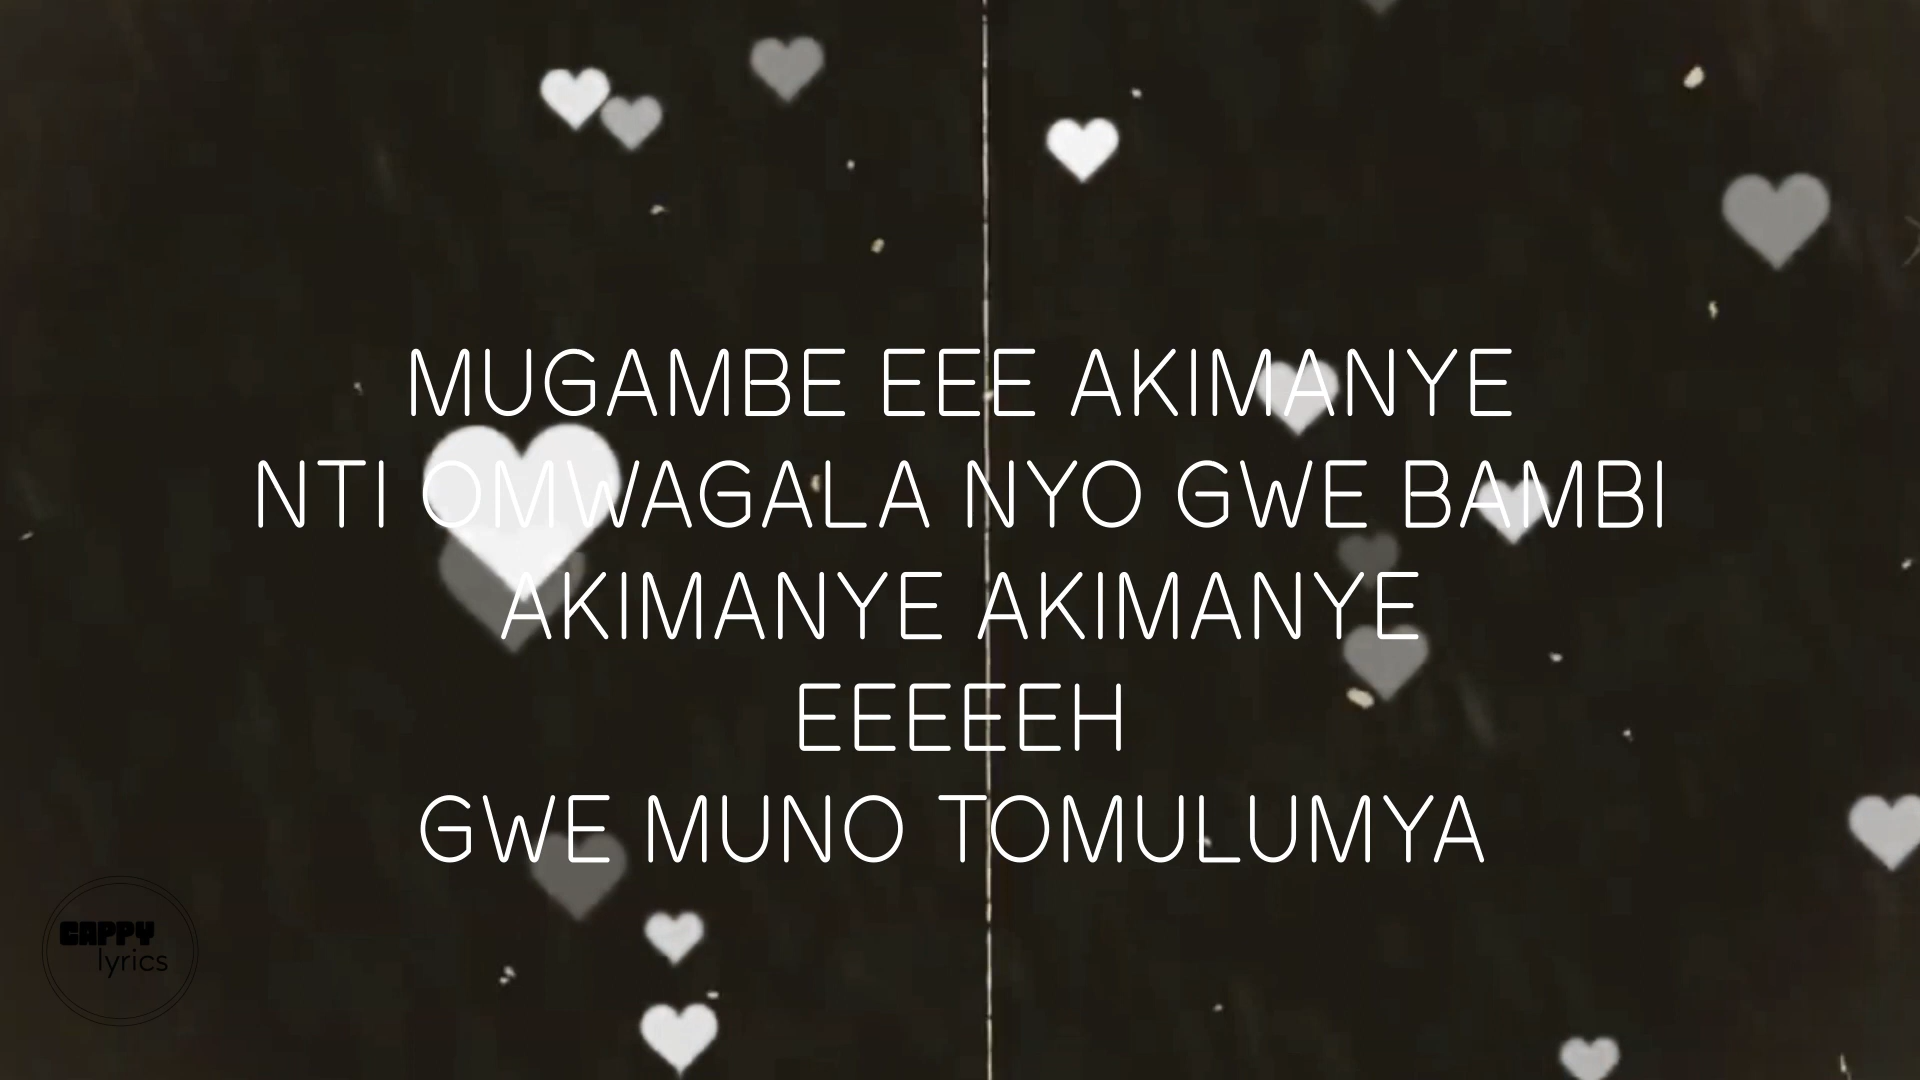 MUGAMBE EEE AKIMANYE
NTI OMWAGALA NYO GWE BAMBI
AKIMANYE AKIMANYE
EEEEEH
GWE MUNO TOMULUMYA
CAPPY
lyrics